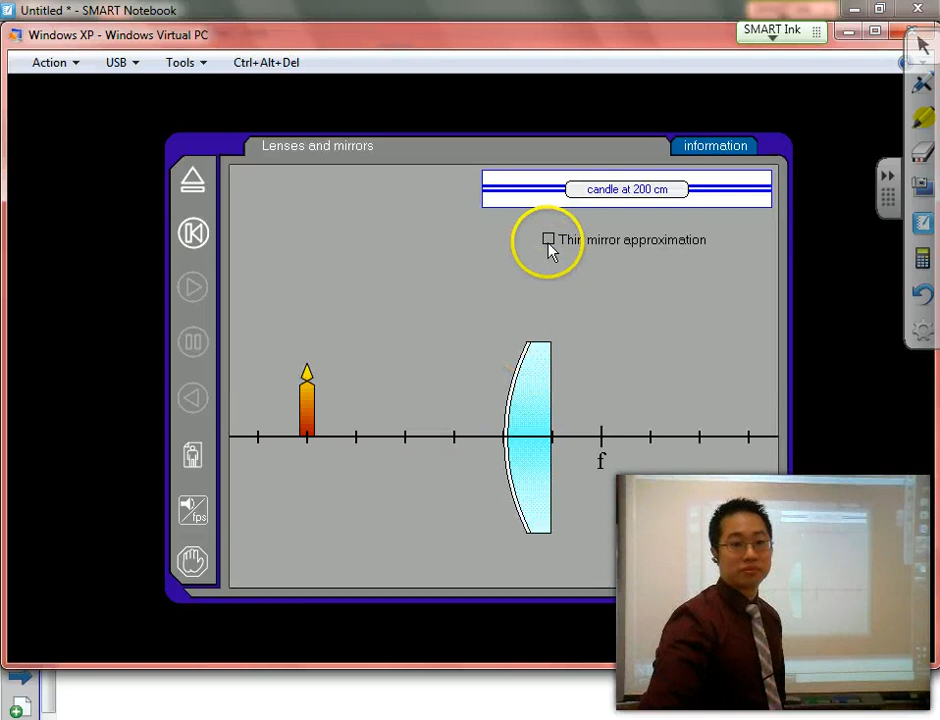 Untitled * - SMART Notebook
Windows XP - Windows Virtual PC
SMART Ink
Action
USB
Tools
Ctrl+Alt+Del
Lenses and mirrors
information
candle at 200 cm
Thin mirror approximation
f
fps